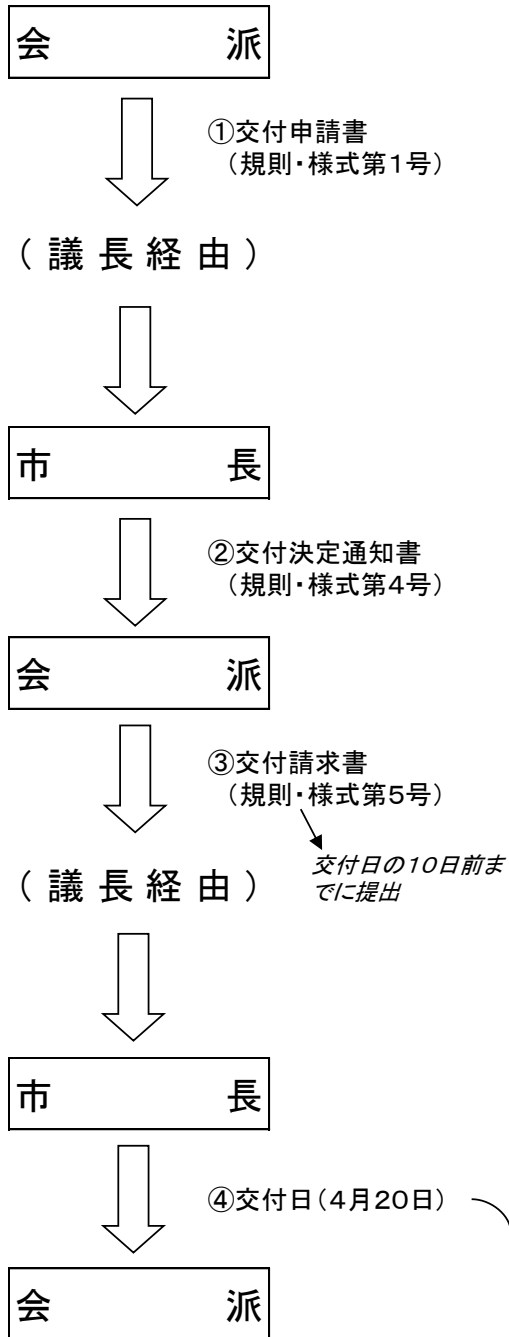 会　　　派
①交付申請書
（規則・様式第１号）
（ 議 長 経 由 ）
市　　　長
②交付決定通知書
（規則・様式第４号）
会　　　派
③交付請求書
（規則・様式第５号）
交付日の１０日前ま
でに提出
（ 議 長 経 由 ）
市　　　長
④交付日（４月２０日）
会　　　派